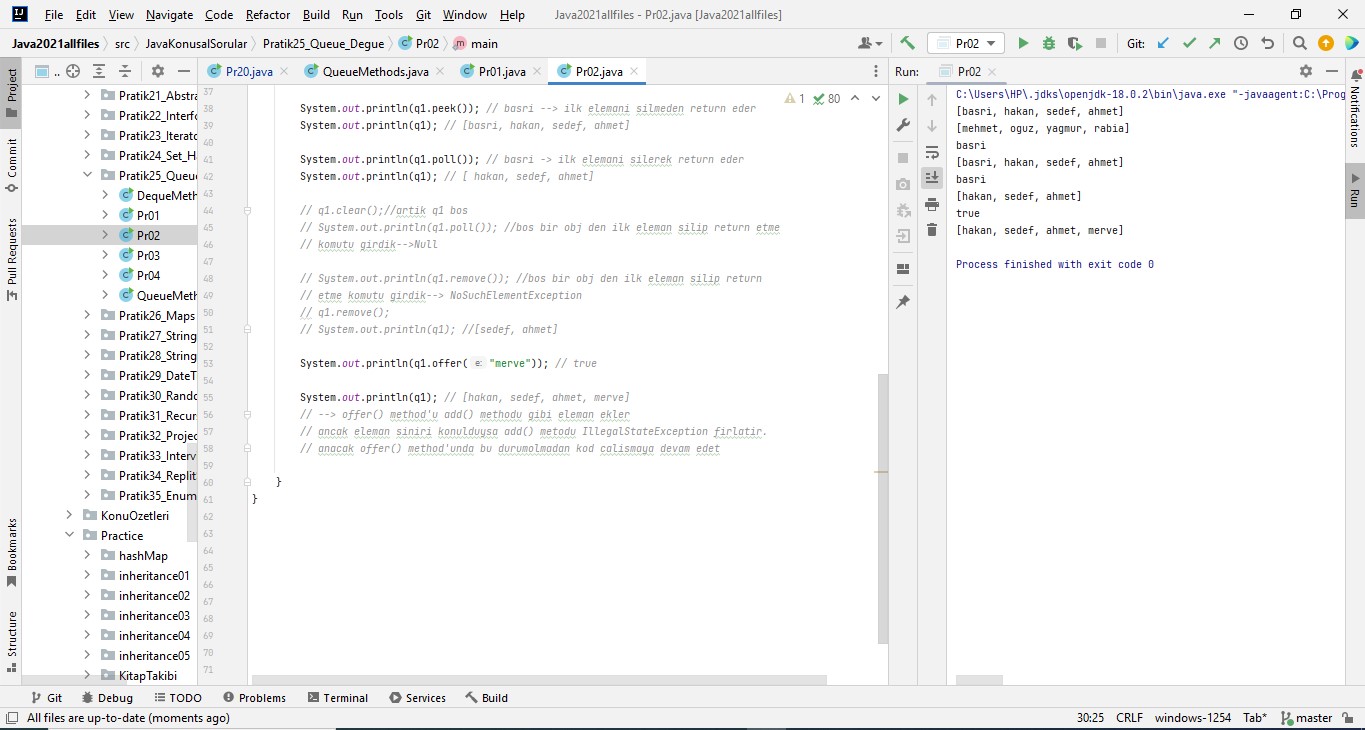 File Edit View Navigate Code Refactor Build Run Tools Git Window Help Java2021allfiles - Pr02.java [Java2021allfiles]
Java2021allfiles src JavaKonusalSorular Pratik25_Queue_Degue Pr02 main Pr02 Git:
Project
Commit
Pull Requests
Bookmarks
Structure
..
Pratik21_Abstra
Pratik22_Interfa
Pratik23_Iterato
Pratik24_Set_H
Pratik25_Queu
DequeMeth
Pr01
Pr02
Pr03
Pr04
QueueMeth
Pratik26_Maps
Pratik27_String
Pratik28_String
Pratik29_DateT
Pratik30_Rando
Pratik31_Recur
Pratik32_Projec
Pratik33_Interv
Pratik34_Replit
Pratik35_Enum
KonuOzetleri
Practice
hashMap
inheritance01
inheritance02
inheritance03
inheritance04
inheritance05
KitapTakibi
Pr20.java QueueMethods.java Pr01.java Pr02.java
1 80
37
38 System.out.println(q1.peek()); // basri --> ilk elemani silmeden return eder
39 System.out.println(q1); // [basri, hakan, sedef, ahmet]
40
41 System.out.println(q1.poll()); // basri -> ilk elemani silerek return eder
42 System.out.println(q1); // [ hakan, sedef, ahmet]
43
44 // q1.clear();//artik q1 bos
45 // System.out.println(q1.poll()); //bos bir obj den ilk eleman silip return etme
46 // komutu girdik-->Null
47
48 // System.out.println(q1.remove()); //bos bir obj den ilk eleman silip return
49 // etme komutu girdik--> NoSuchElementException
50 // q1.remove();
51 // System.out.println(q1); //[sedef, ahmet]
52
53 System.out.println(q1.offer( e: "merve")); // true
54
55 System.out.println(q1); // [hakan, sedef, ahmet, merve]
56 // --> offer() method'u add() methodu gibi eleman ekler
57 // ancak eleman siniri konulduysa add() metodu IllegalStateException firlatir.
58 // anacak offer() method'unda bu durumolmadan kod calismaya devam edet
59
60 }
61 }
62
63
64
65
66
67
68
69
70
71
Run: Pr02
C:\Users\HP\.jdks\openjdk-18.0.2\bin\java.exe "-javaagent:C:\Prog
[basri, hakan, sedef, ahmet]
[mehmet, oguz, yagmur, rabia]
basri
[basri, hakan, sedef, ahmet]
basri
[hakan, sedef, ahmet]
true
[hakan, sedef, ahmet, merve]
Process finished with exit code 0
Notifications
Run
Git Debug TODO Problems Terminal Services Build
All files are up-to-date (moments ago) 30:25 CRLF windows-1254 Tab* master